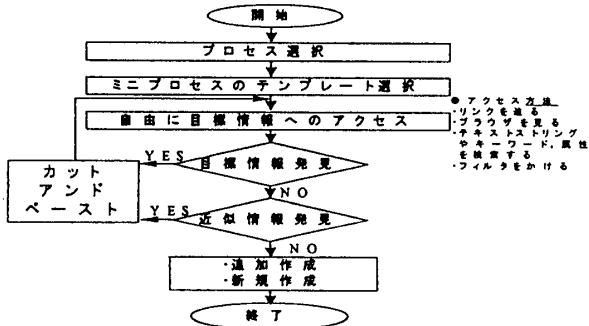 開始
プロセス選択
ミニプロセスのテンプレート選択
自由に目標情報へのアクセス
● アクセス方法
・リンクを辿る
・ブラウザを見る
・テキストストリング
やキーワード,属性
を検索する
・フィルタをかける
YES
目標情報発見
カット
アンド
ペースト
NO
YES
近似情報発見
NO
・追加作成
・新規作成
終了